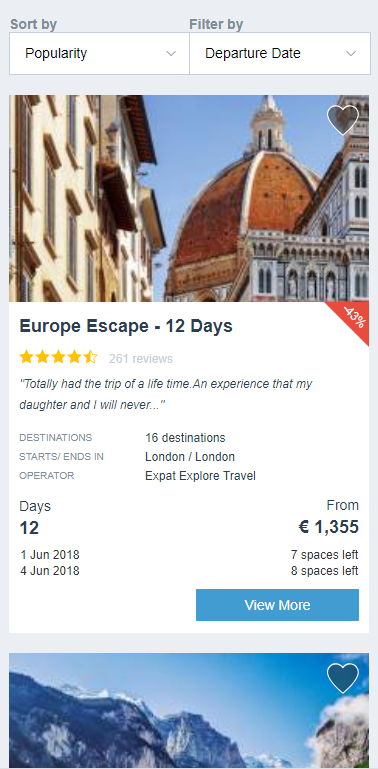 Sort by
Filter by
Popularity
Departure Date
-43%
Europe Escape - 12 Days
261 reviews
"Totally had the trip of a life time.An experience that my
daughter and I will never..."
DESTINATIONS 16 destinations
STARTS/ ENDS IN London / London
OPERATOR Expat Explore Travel
Days From
12 € 1,355
1 Jun 2018 7 spaces left
4 Jun 2018 8 spaces left
View More